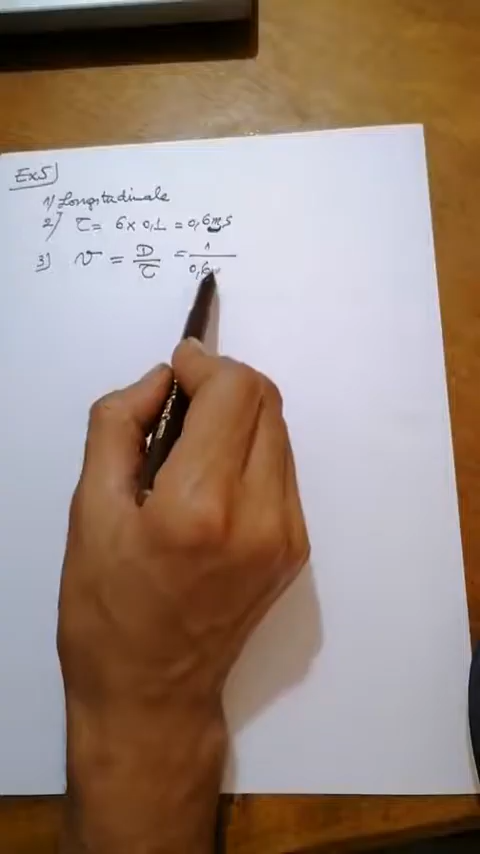 Ex5
1) Longitudinale
2) τ = 6 x 0,1 = 0,6ms
3) v = D/τ = 1/0,6